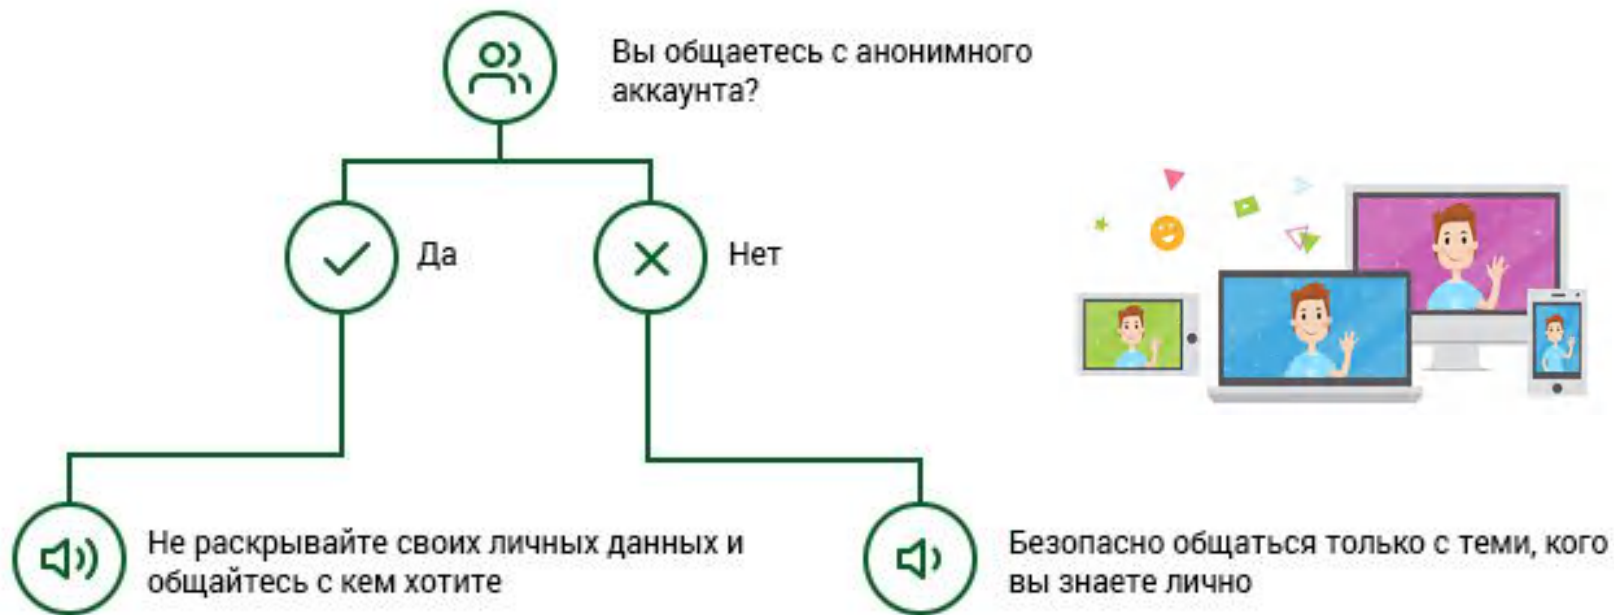 Вы общаетесь с анонимного
аккаунта?
Да
Нет
Не раскрывайте своих личных данных и
общайтесь с кем хотите
Безопасно общаться только с теми, кого
вы знаете лично